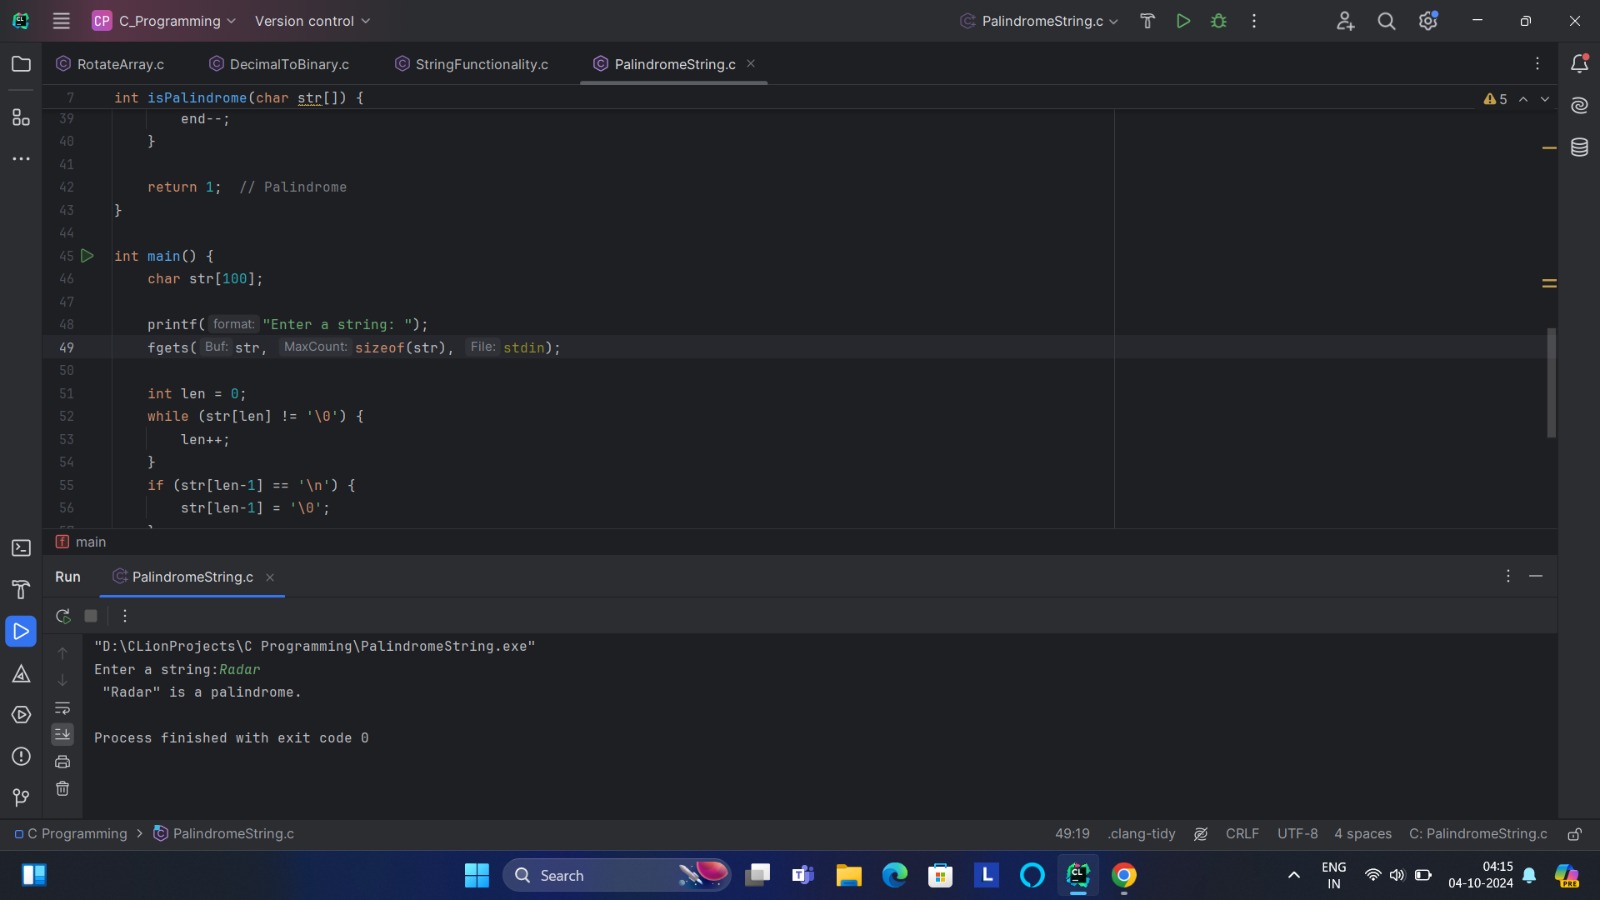 CP C_Programming Version control PalindromeString.c
RotateArray.c DecimalToBinary.c StringFunctionality.c PalindromeString.c
7 int isPalindrome(char str[]) { 5
39 end--;
40 }
41
42 return 1; // Palindrome
43 }
44
45 int main() {
46 char str[100];
47
48 printf( format: "Enter a string: ");
49 fgets( Buf: str, MaxCount: sizeof(str), File: stdin);
50
51 int len = 0;
52 while (str[len] != '\0') {
53 len++;
54 }
55 if (str[len-1] == '\n') {
56 str[len-1] = '\0';
f main
Run PalindromeString.c
"D:\CLionProjects\C Programming\PalindromeString.exe"
Enter a string:Radar
"Radar" is a palindrome.
Process finished with exit code 0
C Programming > PalindromeString.c 49:19 .clang-tidy CRLF UTF-8 4 spaces C: PalindromeString.c
Search L CL ENG IN 04:15 04-10-2024 PRE